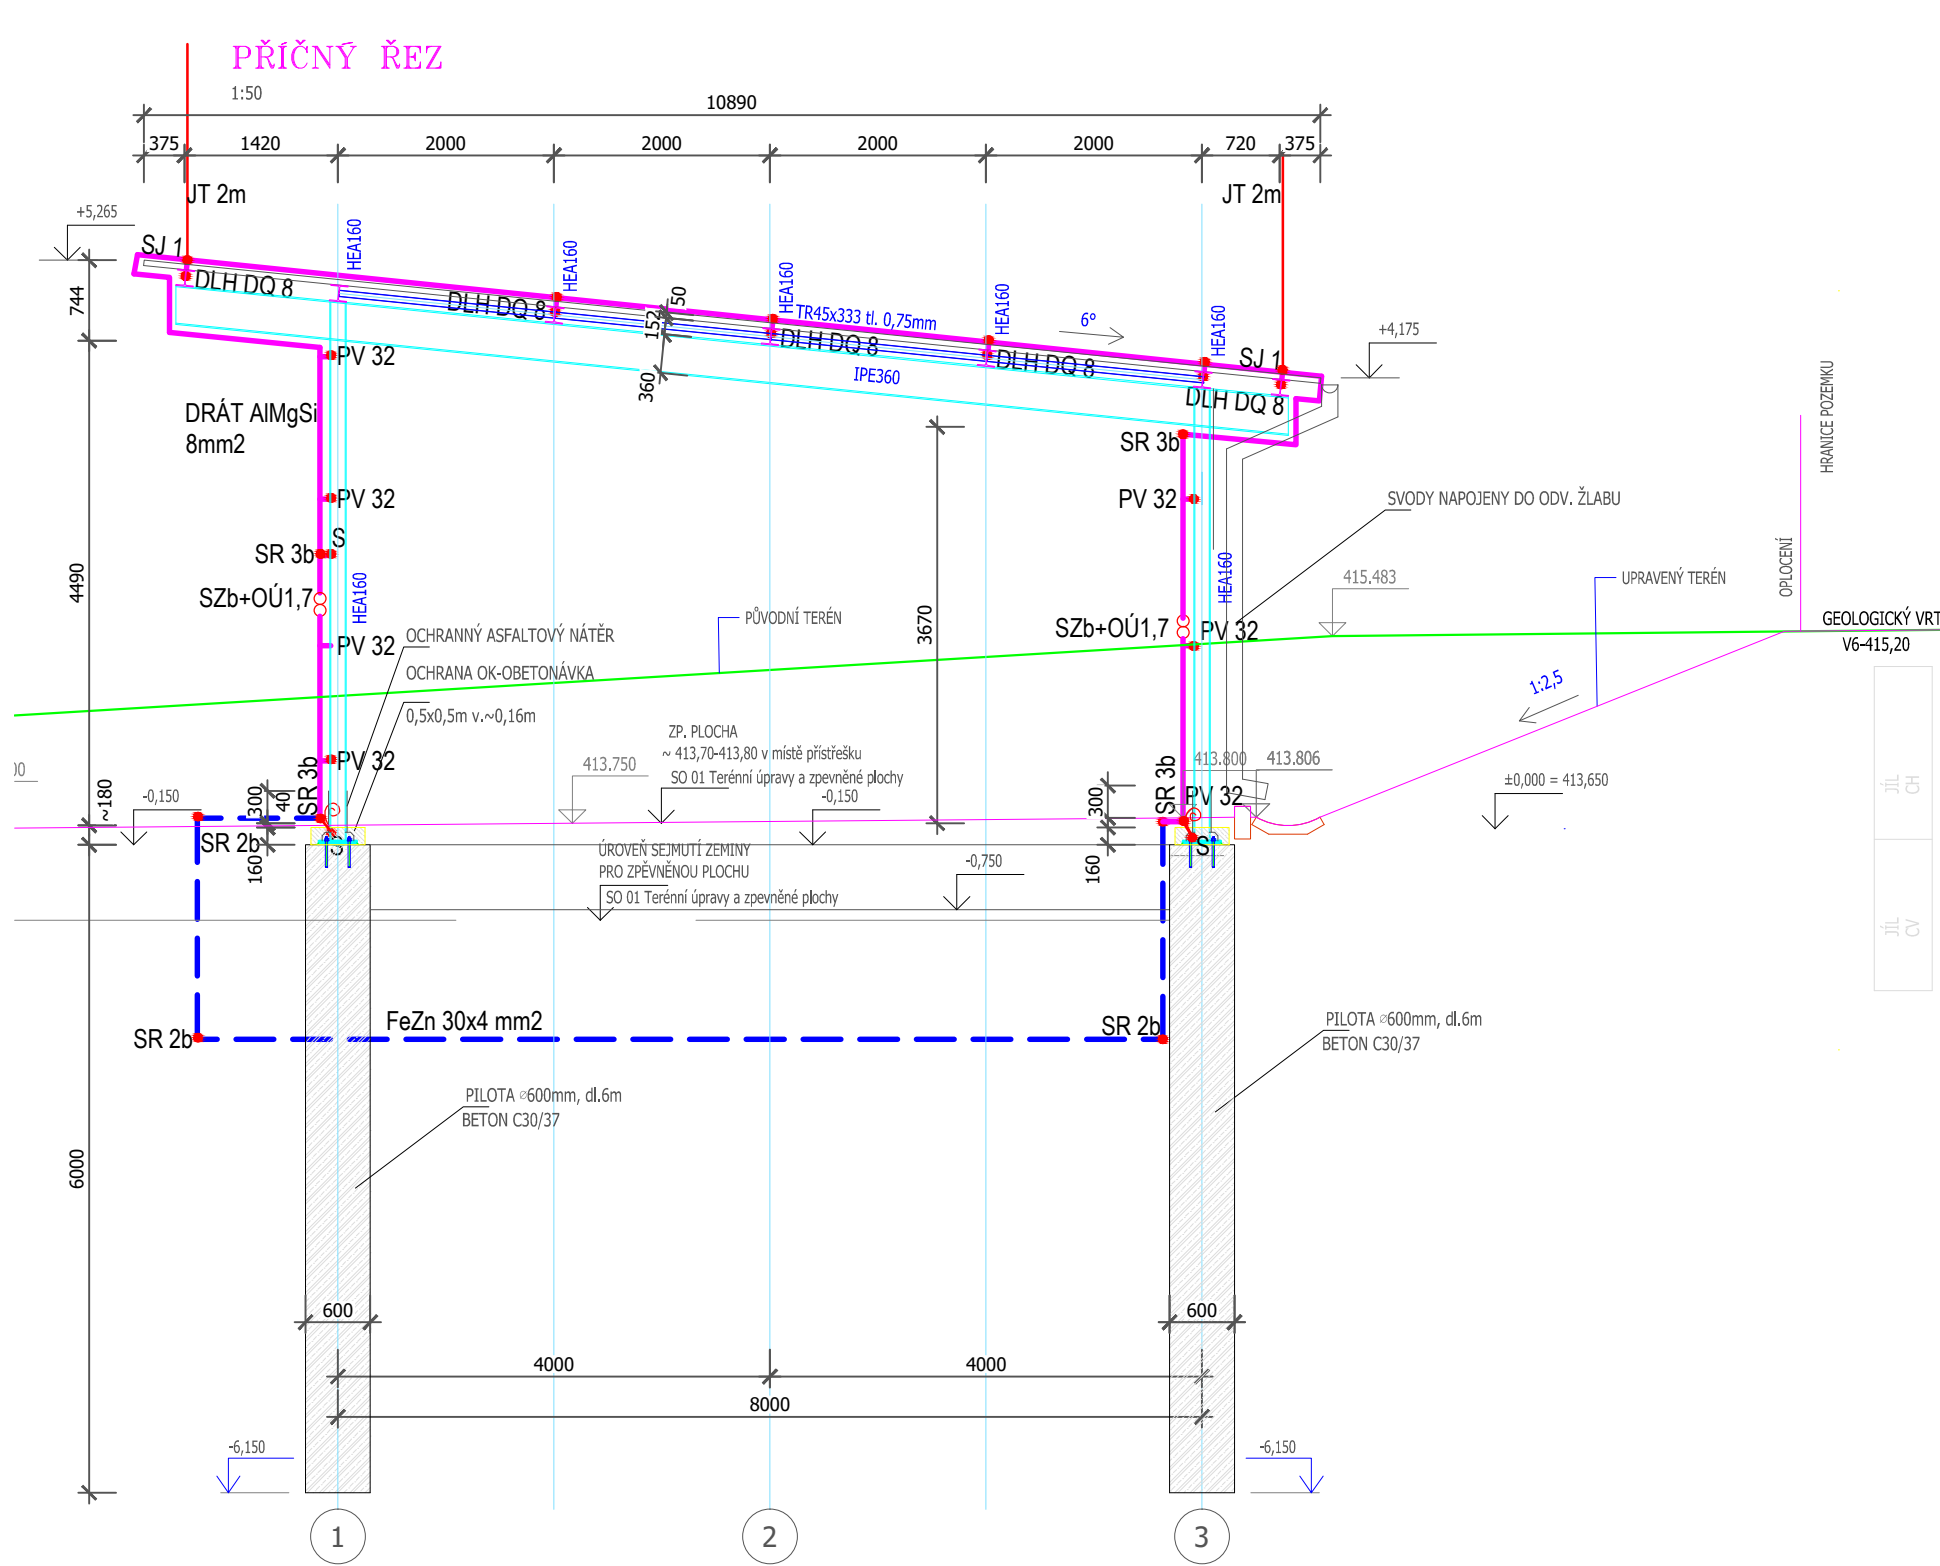 PŘÍČNÝ ŘEZ
1:50
10890
375
1420
2000
2000
2000
2000
720
375
JT 2m
JT 2m
+5,265
SJ 1
DLH DQ 8
HEA160
DLH DQ 8
HEA160
50
152
360
HEA160
TR45x333 tl. 0,75mm
DLH DQ 8
HEA160
DLH DQ 8
6°
HEA160
SJ 1
DLH DQ 8
+4,175
IPE360
744
PV 32
DRÁT AlMgSi
8mm2
SR 3b
HRANICE POZEMKU
PV 32
PV 32
SVODY NAPOJENY DO ODV. ŽLABU
S
SR 3b
4490
HEA160
SZb+OÚ1,7
HEA160
415.483
OPLOCENÍ
UPRAVENÝ TERÉN
3670
PŮVODNÍ TERÉN
GEOLOGICKÝ VRT
V6-415,20
SZb+OÚ1,7
PV 32
PV 32
OCHRANNÝ ASFALTOVÝ NÁTĚR
OCHRANA OK-OBETONÁVKA
0,5x0,5m v.~0,16m
1:2,5
ZP. PLOCHA
~ 413,70-413,80 v místě přístřešku
SO 01 Terénní úpravy a zpevněné plochy
413.750
413.800
413.806
PV 32
SR 3b
SR 3b
PV 32
±0,000 = 413,650
JÍL
CH
00
~180
-0,150
300
40
-0,150
300
SR 2b
160
S
ÚROVEŇ SEJMUTÍ ZEMINY
PRO ZPĚVNĚNOU PLOCHU
SO 01 Terénní úpravy a zpevněné plochy
-0,750
160
S
JÍL
CV
SR 2b
FeZn 30x4 mm2
SR 2b
PILOTA ⌀600mm, dl.6m
BETON C30/37
PILOTA ⌀600mm, dl.6m
BETON C30/37
6000
600
600
4000
4000
8000
-6,150
-6,150
1
2
3